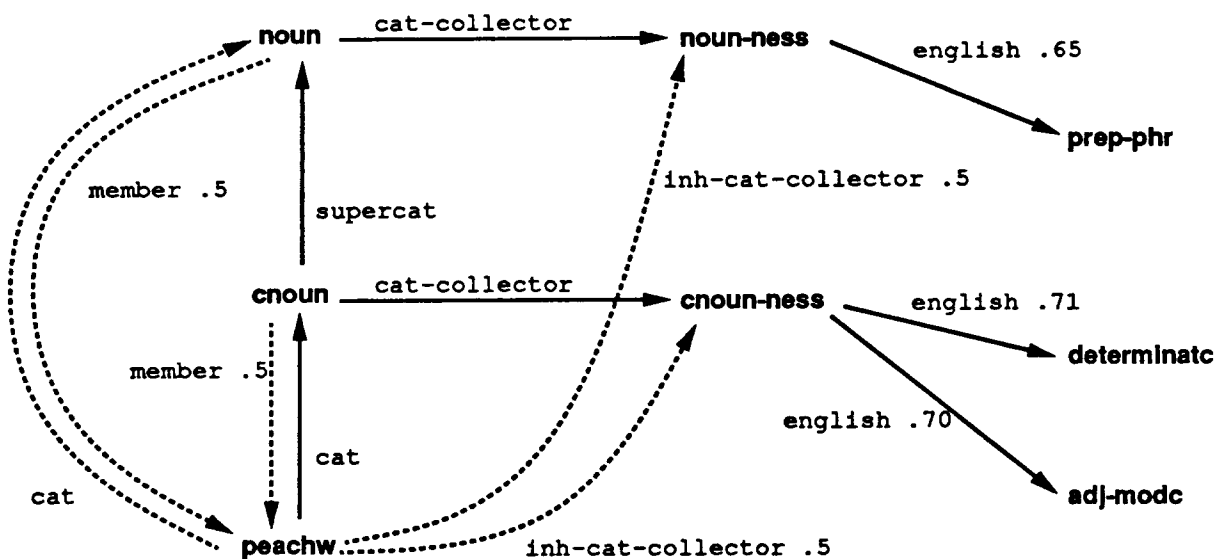 noun
cat-collector
noun-ness
english .65
prep-phr
member .5
inh-cat-collector .5
supercat
cnoun
cat-collector
cnoun-ness
english .71
determinatc
member .5
english .70
cat
cat
adj-modc
peachw
inh-cat-collector .5